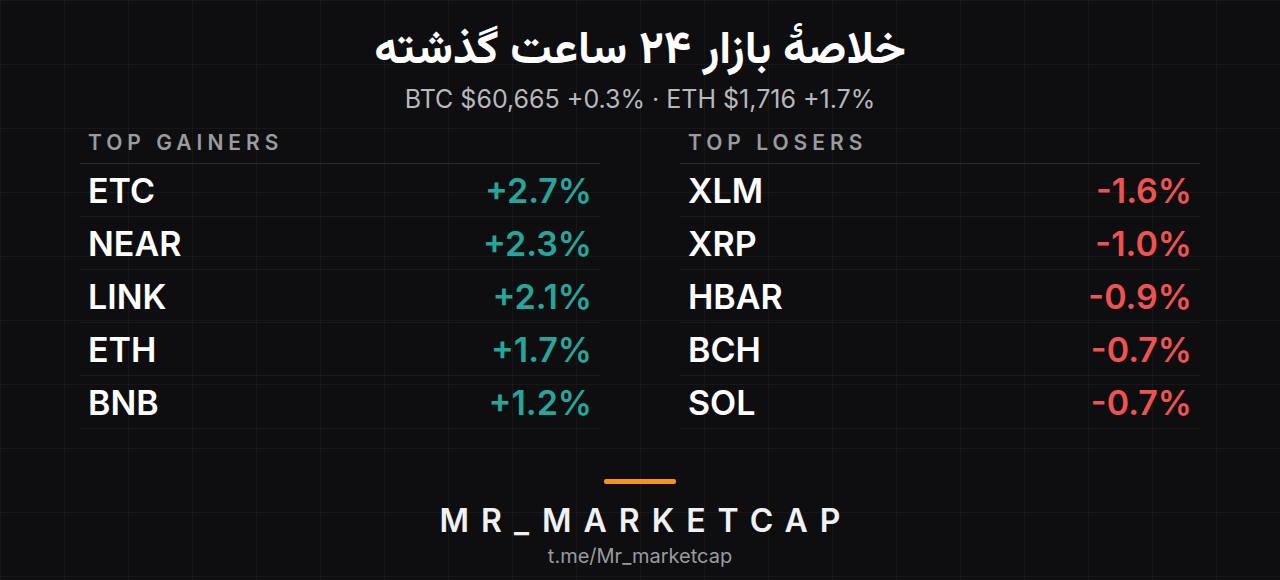 خلاصهٔ بازار ۲۴ ساعت گذشته
BTC $60,665 +0.3% · ETH $1,716 +1.7%
TOP GAINERS
ETC +2.7%
NEAR +2.3%
LINK +2.1%
ETH +1.7%
BNB +1.2%
TOP LOSERS
XLM -1.6%
XRP -1.0%
HBAR -0.9%
BCH -0.7%
SOL -0.7%
MR_MARKETCAP
t.me/Mr_marketcap